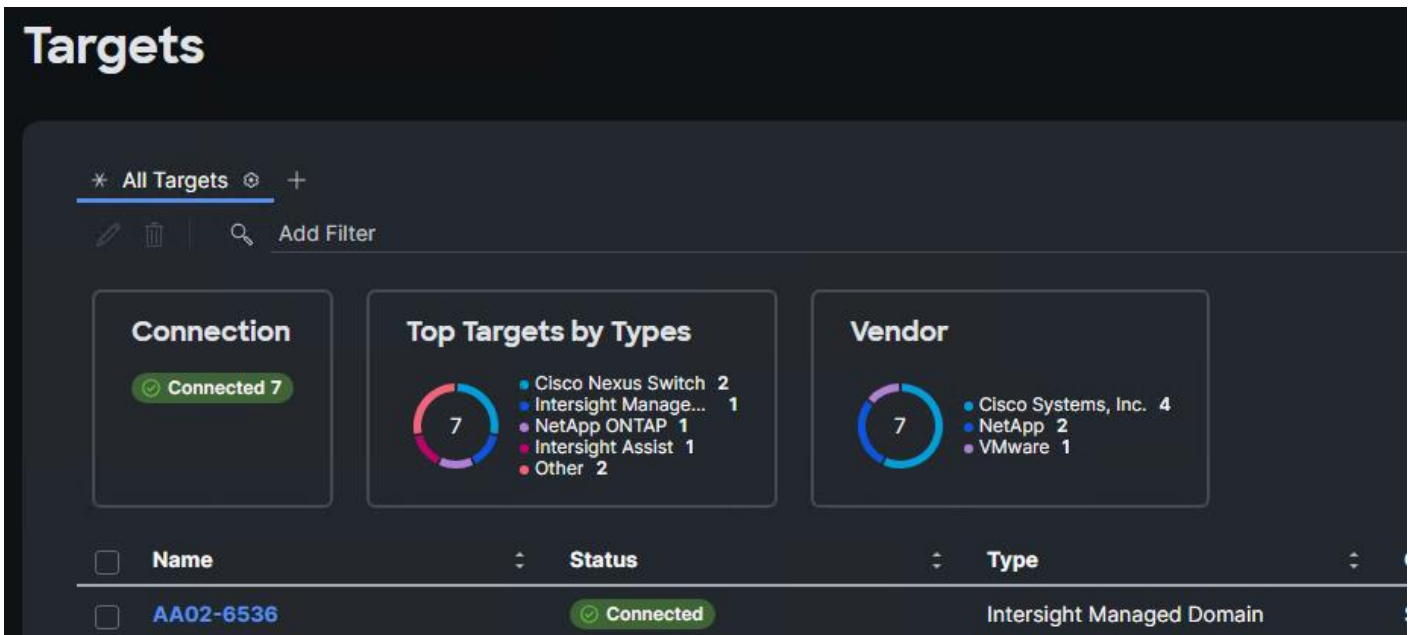 Targets
All Targets
Add Filter
Connection
Connected 7
Top Targets by Types
7
Cisco Nexus Switch 2
Intersight Manage... 1
NetApp ONTAP 1
Intersight Assist 1
Other 2
Vendor
7
Cisco Systems, Inc. 4
NetApp 2
VMware 1
Name Status Type
AA02-6536 Connected Intersight Managed Domain